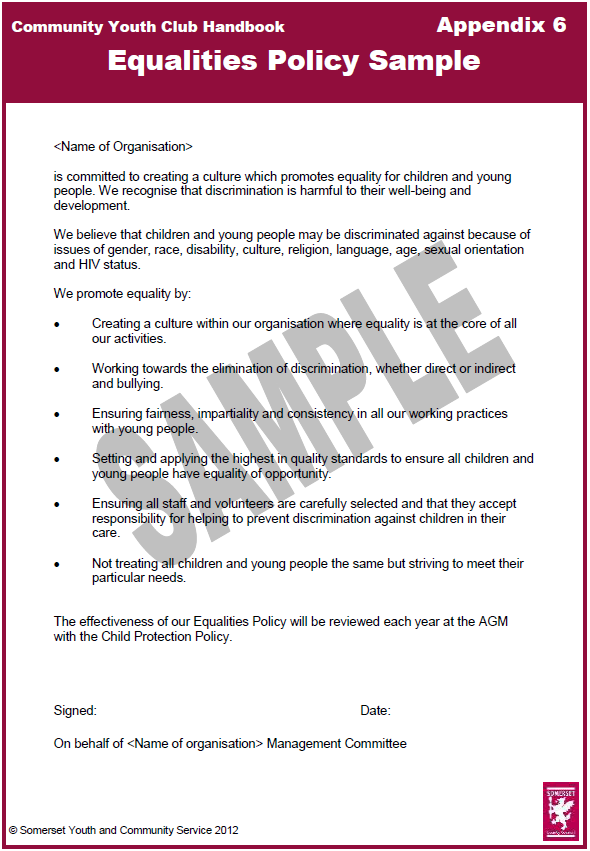 Community Youth Club Handbook
Appendix 6
Equalities Policy Sample
<Name of Organisation>
is committed to creating a culture which promotes equality for children and young
people. We recognise that discrimination is harmful to their well-being and
development.
We believe that children and young people may be discriminated against because of
issues of gender, race, disability, culture, religion, language, age, sexual orientation
and HIV status.
We promote equality by:
• Creating a culture within our organisation where equality is at the core of all
our activities.
• Working towards the elimination of discrimination, whether direct or indirect
and bullying.
• Ensuring fairness, impartiality and consistency in all our working practices
with young people.
• Setting and applying the highest in quality standards to ensure all children and
young people have equality of opportunity.
• Ensuring all staff and volunteers are carefully selected and that they accept
responsibility for helping to prevent discrimination against children in their
care.
• Not treating all children and young people the same but striving to meet their
particular needs.
SAMPLE
The effectiveness of our Equalities Policy will be reviewed each year at the AGM
with the Child Protection Policy.
Signed: Date:
On behalf of <Name of organisation> Management Committee
SOMERSET
County Council
© Somerset Youth and Community Service 2012